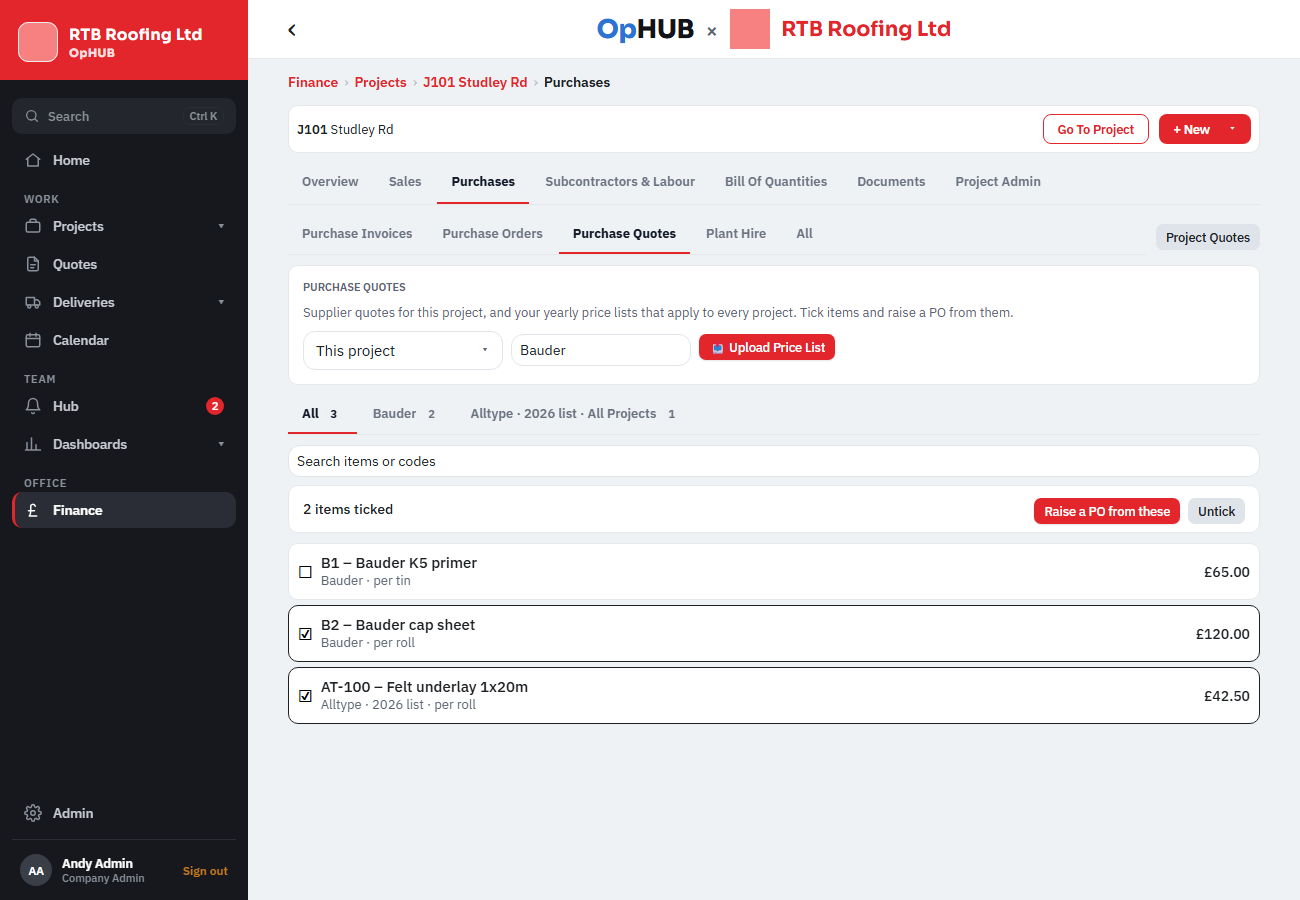 RTB Roofing Ltd
OpHUB
Search
Ctrl K
Home
WORK
Projects
Quotes
Deliveries
Calendar
TEAM
Hub
2
Dashboards
OFFICE
£ Finance
Admin
AA
Andy Admin
Company Admin
Sign out
OpHUB × RTB Roofing Ltd
Finance › Projects › J101 Studley Rd › Purchases
J101 Studley Rd
Go To Project
+ New
Overview
Sales
Purchases
Subcontractors & Labour
Bill Of Quantities
Documents
Project Admin
Purchase Invoices
Purchase Orders
Purchase Quotes
Plant Hire
All
Project Quotes
PURCHASE QUOTES
Supplier quotes for this project, and your yearly price lists that apply to every project. Tick items and raise a PO from them.
This project
Bauder
Upload Price List
All 3
Bauder 2
Alltype · 2026 list · All Projects 1
Search items or codes
2 items ticked
Raise a PO from these
Untick
B1 – Bauder K5 primer
Bauder · per tin
£65.00
B2 – Bauder cap sheet
Bauder · per roll
£120.00
AT-100 – Felt underlay 1x20m
Alltype · 2026 list · per roll
£42.50